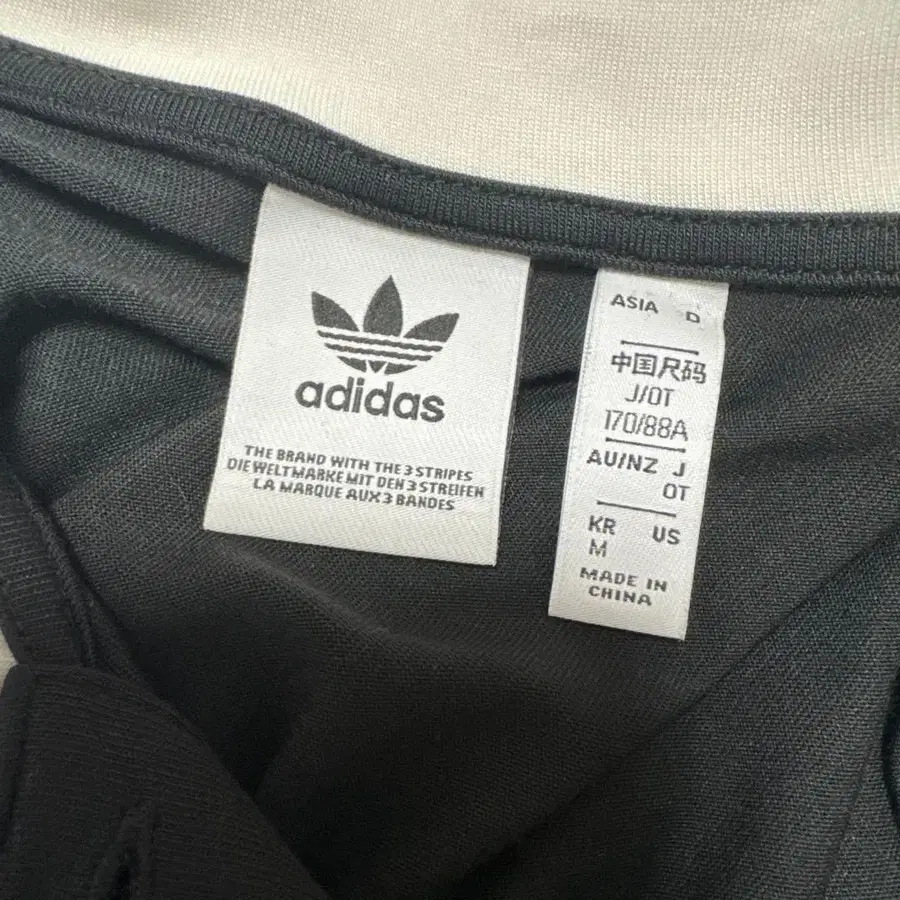 adidas
THE BRAND WITH THE 3 STRIPES
DIE WELTMARKE MIT DEN 3 STREIFEN
LA MARQUE AUX 3 BANDES
ASIA D
中国尺码
J/OT
170/88A
AU/NZ J
OT
KR US
M
MADE IN
CHINA